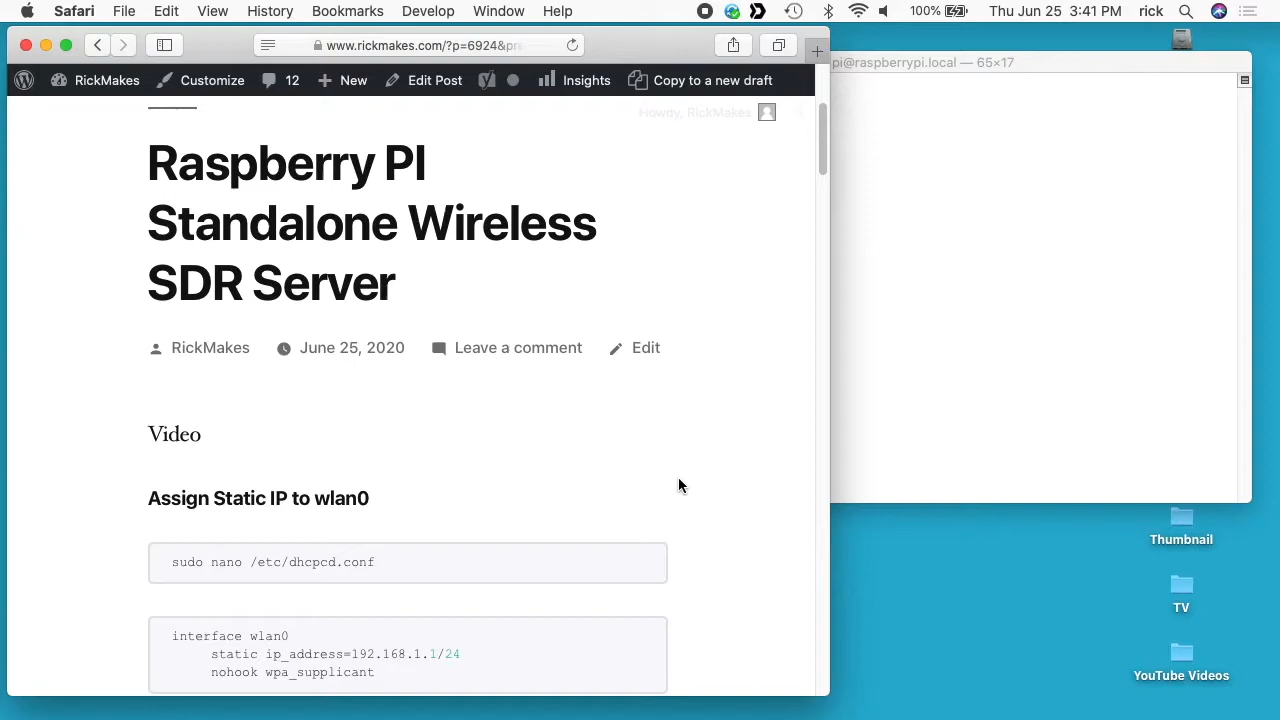 Safari File Edit View History Bookmarks Develop Window Help 100% Thu Jun 25 3:41 PM rick
www.rickmakes.com/?p=6924&pr
pi@raspberrypi.local — 65×17
RickMakes Customize 12 New Edit Post Insights Copy to a new draft
Howdy, RickMakes
Raspberry PI
Standalone Wireless
SDR Server
RickMakes June 25, 2020 Leave a comment Edit
Video
Assign Static IP to wlan0
sudo nano /etc/dhcpcd.conf
interface wlan0
static ip_address=192.168.1.1/24
nohook wpa_supplicant
Thumbnail
TV
YouTube Videos